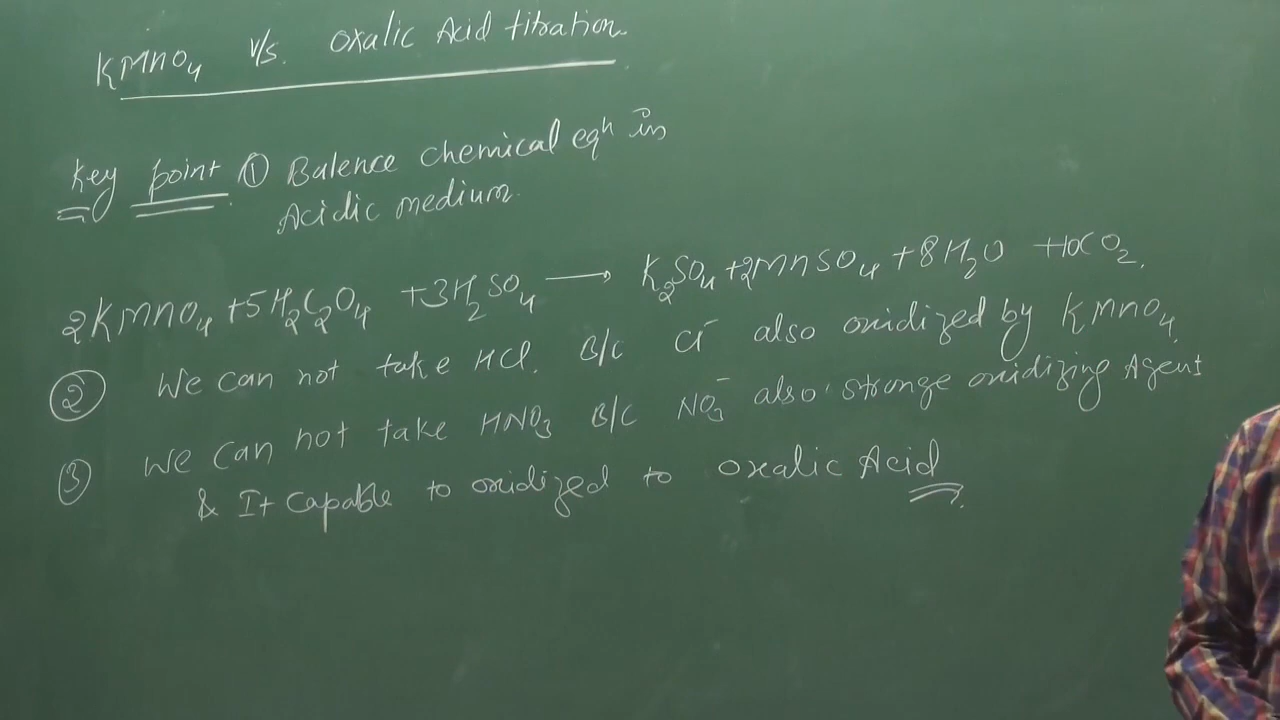 KMnO4 v/s. Oxalic Acid titration.
Key point ① Balence chemical eqn in
Acidic medium.
2KMnO4 + 5H2C2O4 + 3H2SO4 ⟶ K2SO4 + 2MnSO4 + 8H2O + 10CO2.
② We can not take HCl. B/C Cl⁻ also oxidized by KMnO4.
③ We can not take HNO3 B/C NO3⁻ also stronge oxidizing Agent
& It capable to oxidized to oxalic Acid.